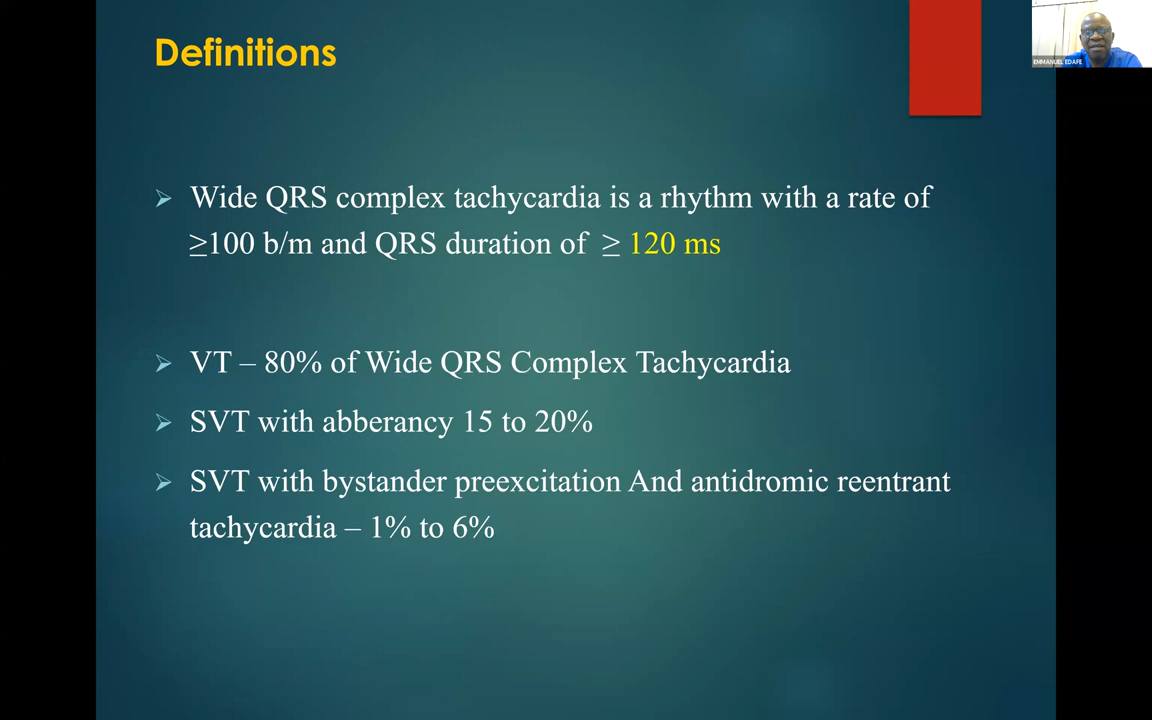 Definitions
EMMANUEL EDAFE
➢ Wide QRS complex tachycardia is a rhythm with a rate of
≥100 b/m and QRS duration of ≥ 120 ms
➢ VT – 80% of Wide QRS Complex Tachycardia
➢ SVT with abberancy 15 to 20%
➢ SVT with bystander preexcitation And antidromic reentrant
tachycardia – 1% to 6%